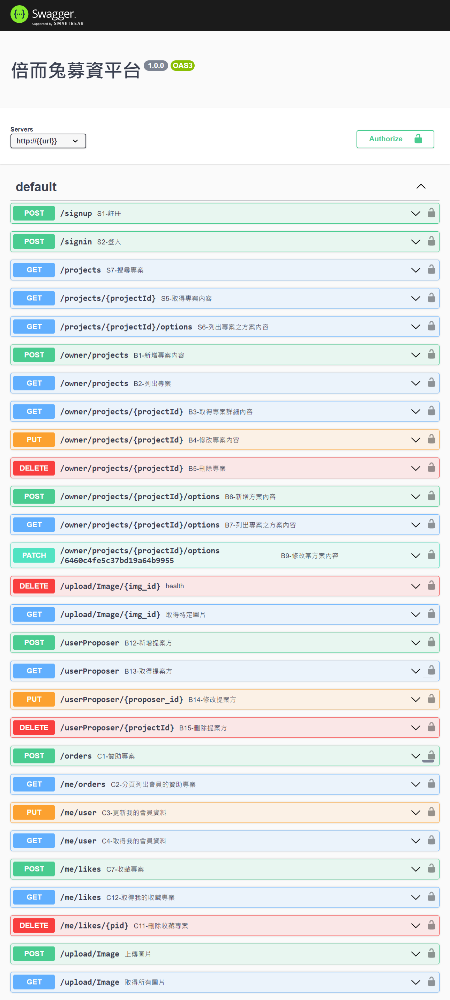 Swagger
Supported by SMARTBEAR
倍而兔募資平台 1.0.0 OAS3
Servers
http://{{url}}
Authorize
default
POST /signup S1-註冊
POST /signin S2-登入
GET /projects S7-搜尋專案
GET /projects/{projectId} S5-取得專案內容
GET /projects/{projectId}/options S6-列出專案之方案內容
POST /owner/projects B1-新增專案內容
GET /owner/projects B2-列出專案
GET /owner/projects/{projectId} B3-取得專案詳細內容
PUT /owner/projects/{projectId} B4-修改專案內容
DELETE /owner/projects/{projectId} B5-刪除專案
POST /owner/projects/{projectId}/options B6-新增方案內容
GET /owner/projects/{projectId}/options B7-列出專案之方案內容
PATCH /owner/projects/{projectId}/options
/6460c4fe5c37bd19a64b9955 B9-修改某方案內容
DELETE /upload/Image/{img_id} health
GET /upload/Image/{img_id} 取得特定圖片
POST /userProposer B12-新增提案方
GET /userProposer B13-取得提案方
PUT /userProposer/{proposer_id} B14-修改提案方
DELETE /userProposer/{projectId} B15-刪除提案方
POST /orders C1-贊助專案
GET /me/orders C2-分頁列出會員的贊助專案
PUT /me/user C3-更新我的會員資料
GET /me/user C4-取得我的會員資料
POST /me/likes C7-收藏專案
GET /me/likes C12-取得我的收藏專案
DELETE /me/likes/{pid} C11-刪除收藏專案
POST /upload/Image 上傳圖片
GET /upload/Image 取得所有圖片